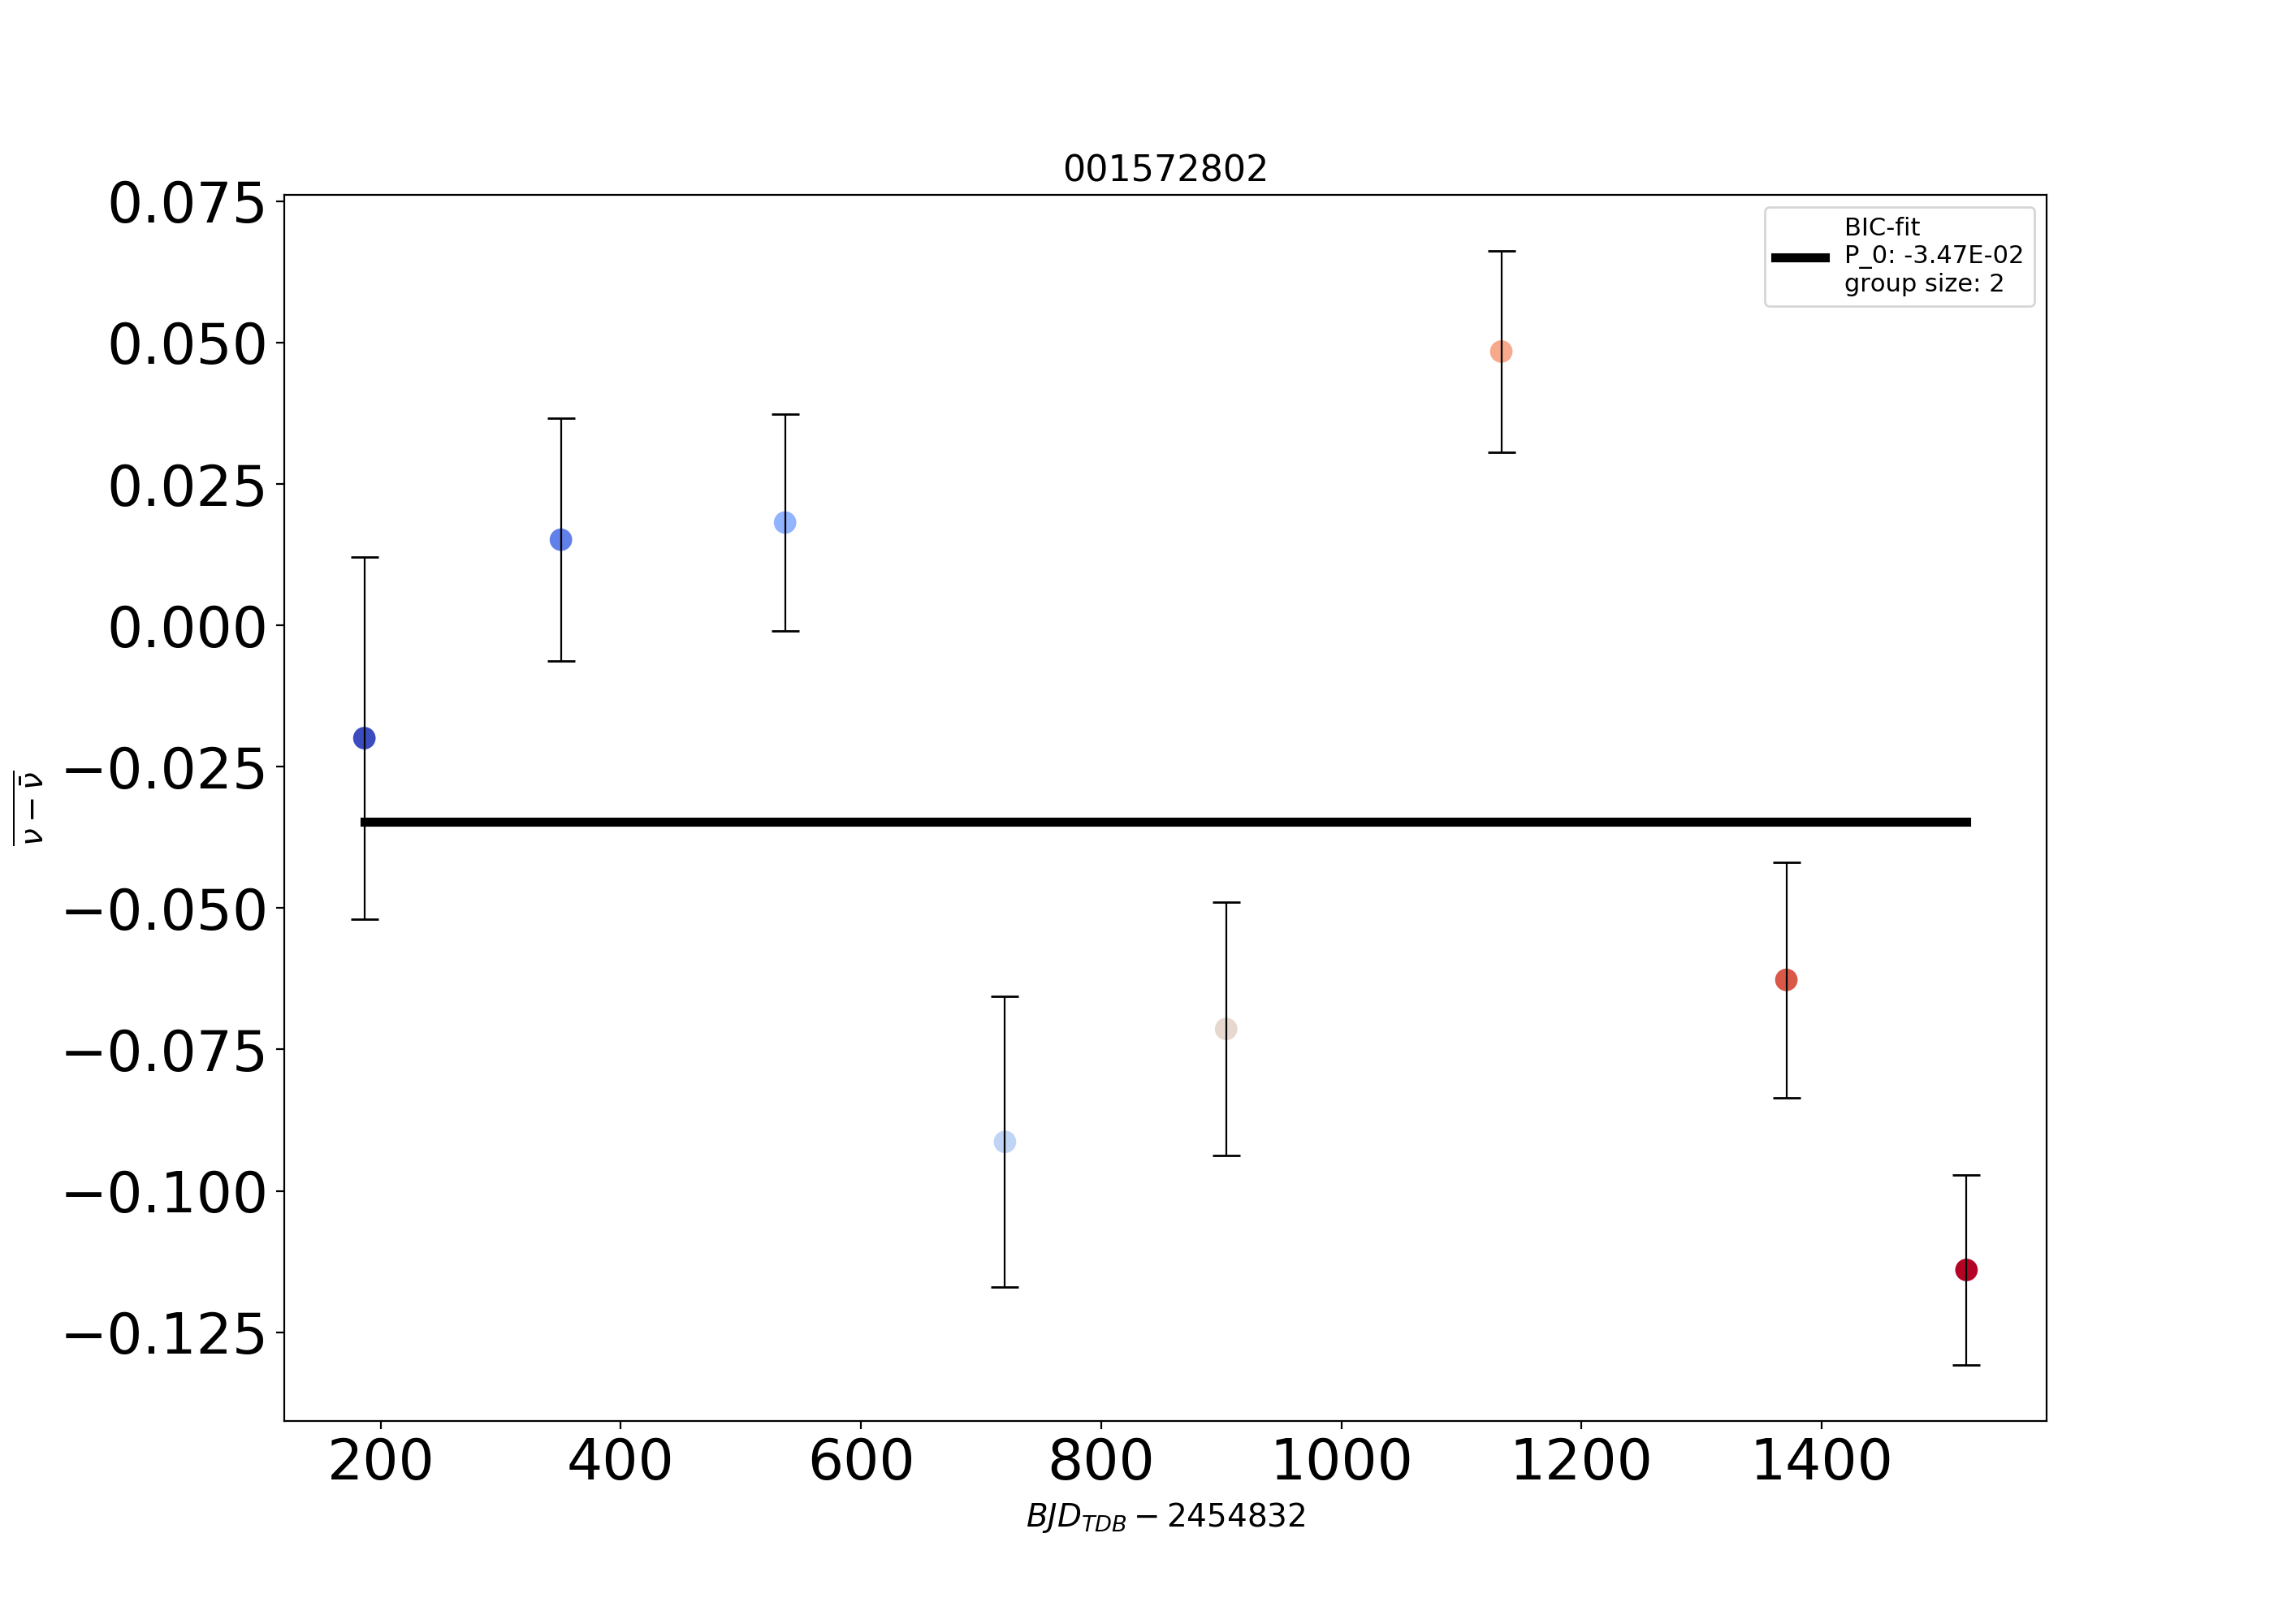 001572802
BIC-fit
P_0: -3.47E-02
group size: 2
0.075
0.050
0.025
0.000
−0.025
−0.050
−0.075
−0.100
−0.125
ν − ν̄
200 400 600 800 1000 1200 1400
BJD_TDB − 2454832